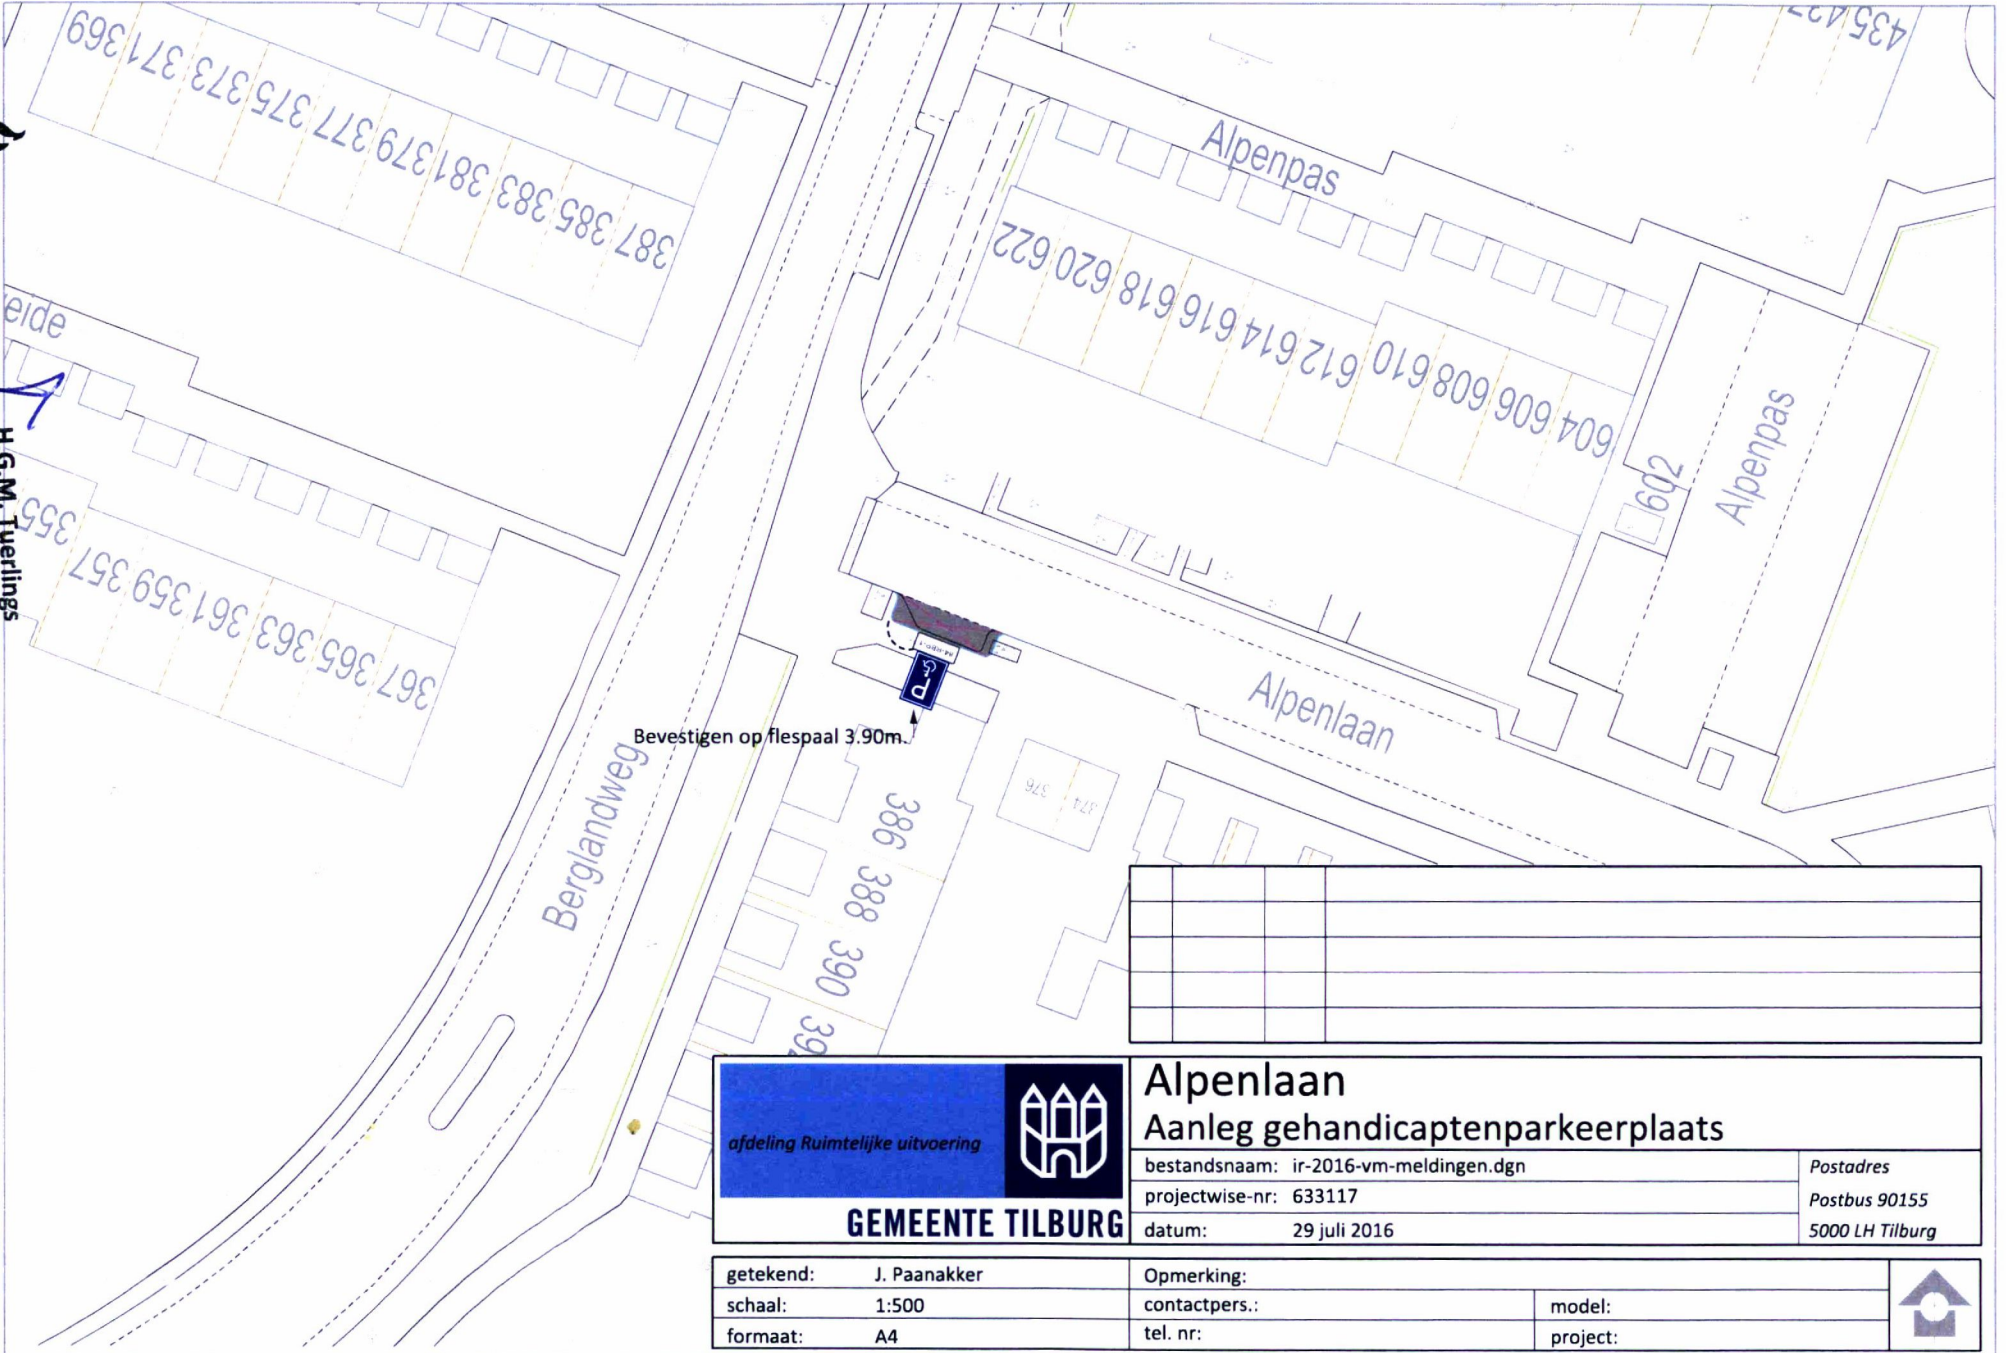 369 371 373 375 377 379 381 383 385 387
435
Alpenpas
622 620 618 616 614 612 610 608 606 604
602
Alpenpas
eide
H.G.M. Tuerlings
355
357 359 361 363 365 367
P
Bevestigen op flespaal 3.90m.
Alpenlaan
Berglandweg
376 374
386
388
390
Alpenlaan
Aanleg gehandicaptenparkeerplaats
afdeling Ruimtelijke uitvoering
GEMEENTE TILBURG
bestandsnaam: ir-2016-vm-meldingen.dgn
projectwise-nr: 633117
datum: 29 juli 2016
Postadres
Postbus 90155
5000 LH Tilburg
getekend: J. Paanakker
schaal: 1:500
formaat: A4
Opmerking:
contactpers.:
tel. nr:
model:
project: